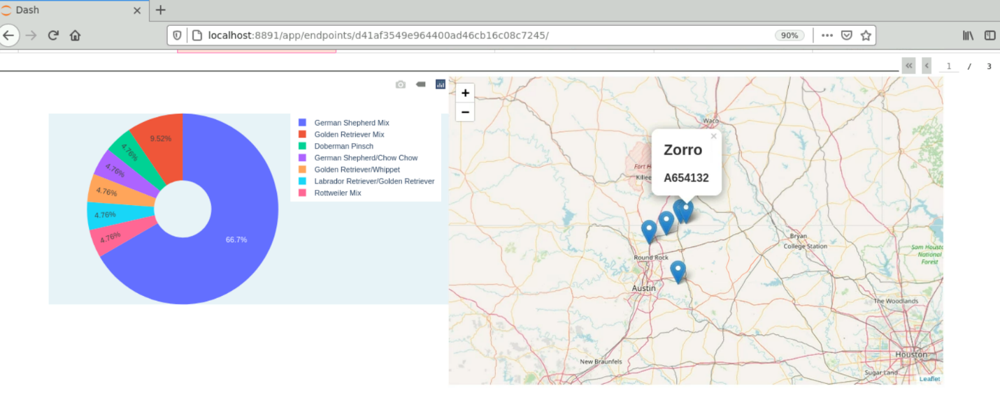 Dash
localhost:8891/app/endpoints/d41af3549e964400ad46cb16c08c7245/
90%
1 / 3
9.52%
4.76%
4.76%
4.76%
4.76%
4.76%
66.7%
German Shepherd Mix
Golden Retriever Mix
Doberman Pinsch
German Shepherd/Chow Chow
Golden Retriever/Whippet
Labrador Retriever/Golden Retriever
Rottweiler Mix
+
−
Waco
Zorro
A654132
Fort H
Killee
Bryan
College Station
Sam Housto
National
Forest
Round Rock
Austin
The Woodlands
New Braunfels
Houston
Sugar Land
Leaflet